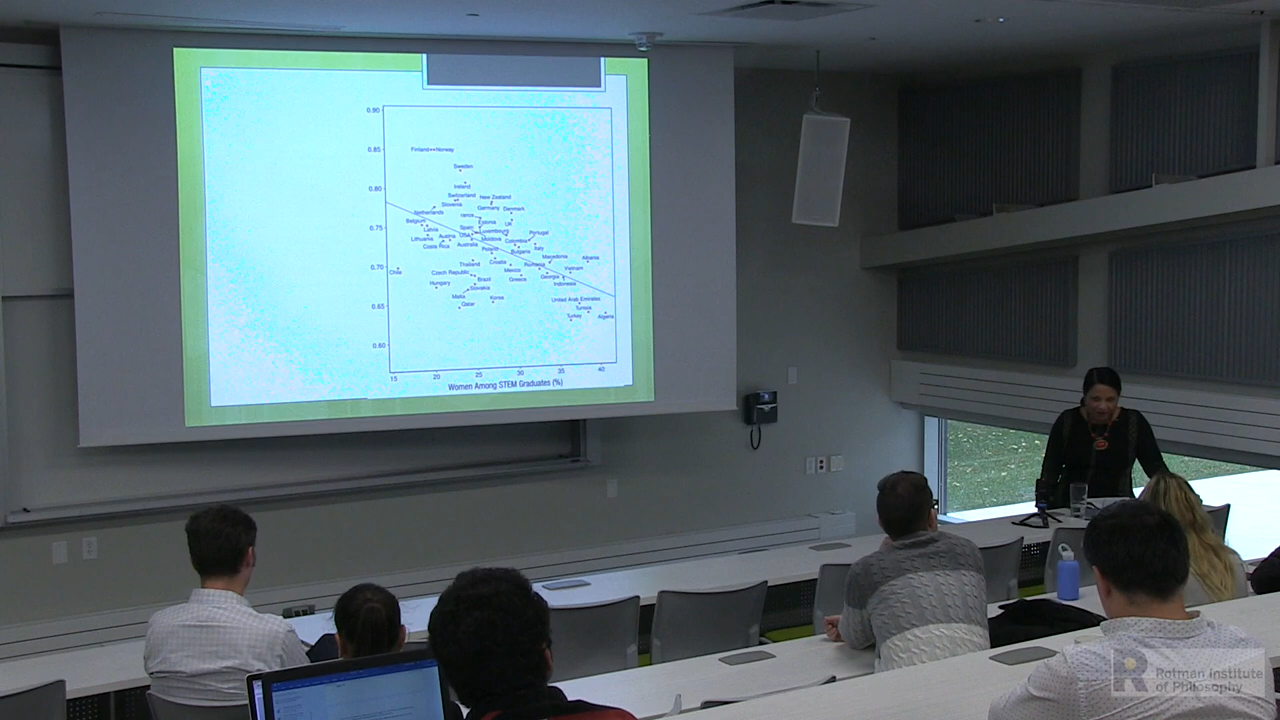 0.90
0.85
Finland Norway
Sweden
0.80
Ireland
Switzerland
New Zealand
Slovenia
Germany
Denmark
Netherlands
Belgium
Estonia
UK
0.75
Latvia
Spain
Luxembourg
Portugal
Lithuania
Austria
USA
Moldova
Colombia
Costa Rica
Australia
Italy
Poland
Bulgaria
Macedonia
Albania
0.70
Thailand
Croatia
Romania
Vietnam
Chile
Mexico
Czech Republic
Brazil
Greece
Georgia
Indonesia
Hungary
Slovakia
Malta
Korea
United Arab Emirates
0.65
Qatar
Tunisia
Turkey
Algeria
0.60
15 20 25 30 35 40
Women Among STEM Graduates (%)
Rotman Institute
of Philosophy